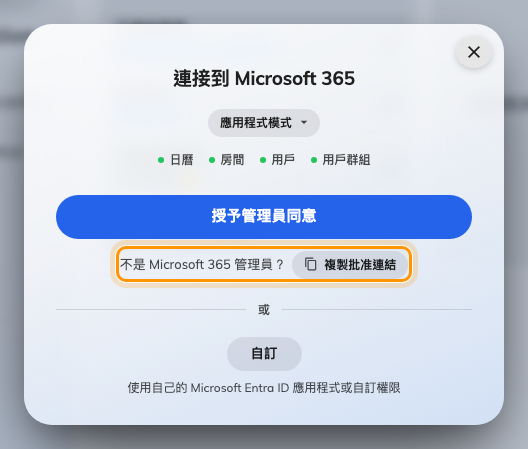 連接到 Microsoft 365
應用程式模式
日曆 房間 用戶 用戶群組
授予管理員同意
不是 Microsoft 365 管理員？ 複製批准連結
或
自訂
使用自己的 Microsoft Entra ID 應用程式或自訂權限